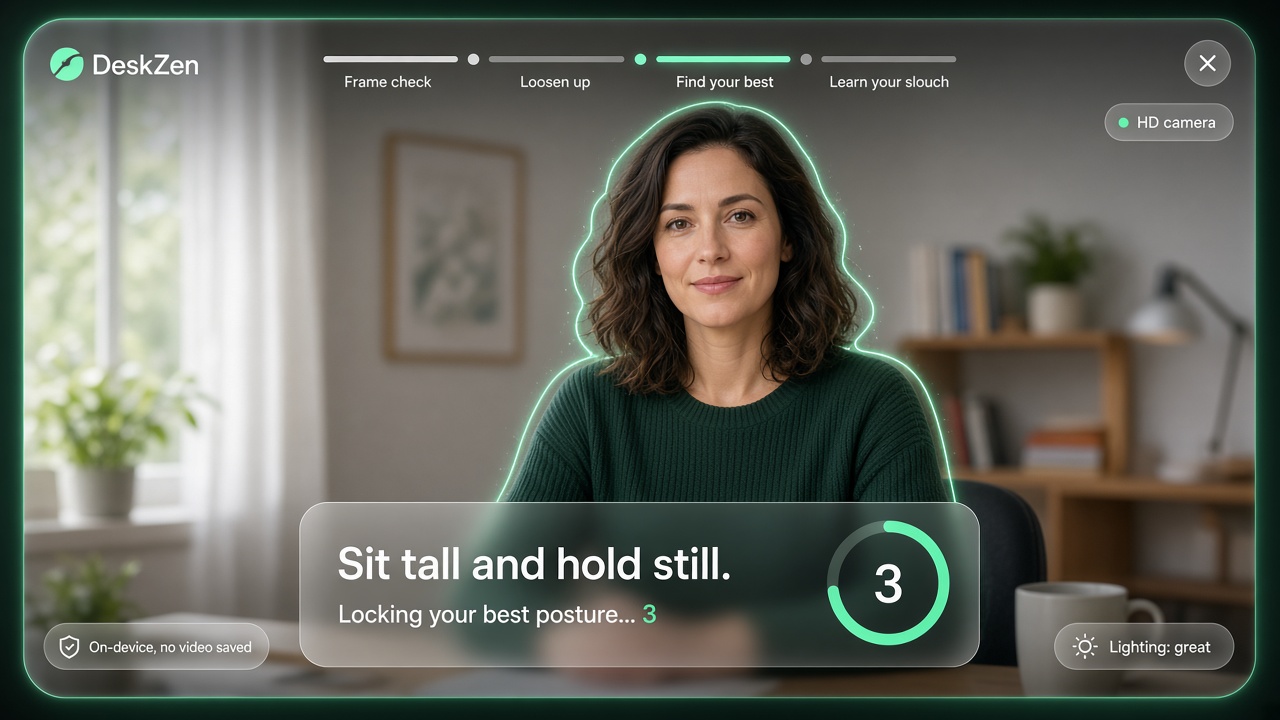 DeskZen
Frame check
Loosen up
Find your best
Learn your slouch
HD camera
Sit tall and hold still.
Locking your best posture... 3
3
On-device, no video saved
Lighting: great